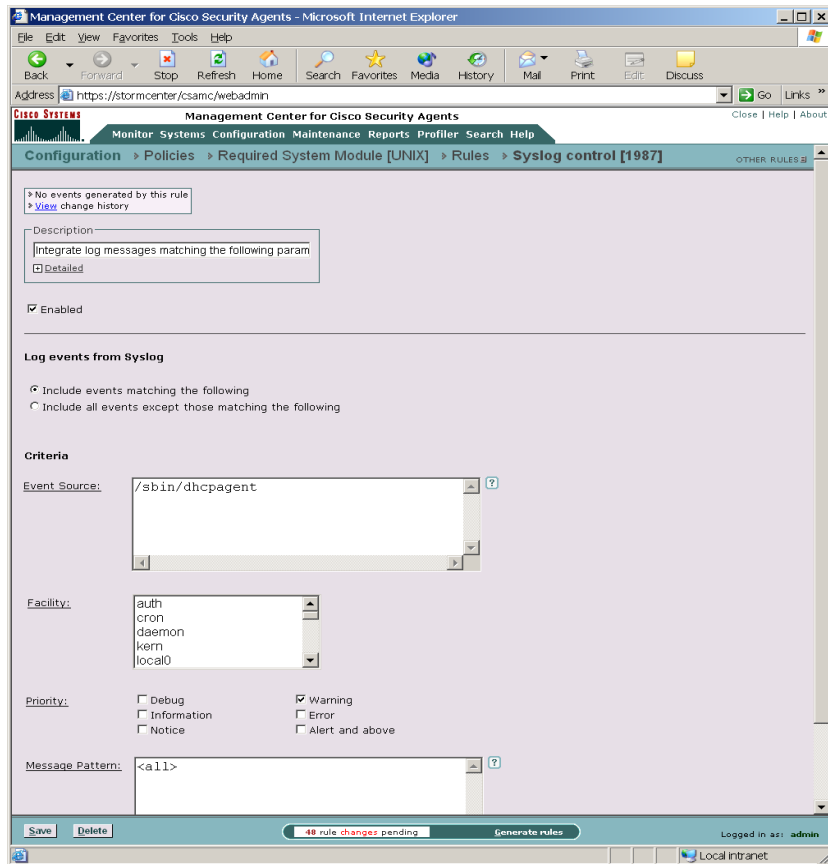 Management Center for Cisco Security Agents - Microsoft Internet Explorer
File Edit View Favorites Tools Help
Back Forward Stop Refresh Home Search Favorites Media History Mail Print Edit Discuss
Address https://stormcenter/csamc/webadmin Go Links »
CISCO SYSTEMS Management Center for Cisco Security Agents Close | Help | About
Monitor Systems Configuration Maintenance Reports Profiler Search Help
Configuration > Policies > Required System Module [UNIX] > Rules > Syslog control [1987] OTHER RULES
No events generated by this rule
View change history
Description
Integrate log messages matching the following param
Detailed
Enabled
Log events from Syslog
Include events matching the following
Include all events except those matching the following
Criteria
Event Source: /sbin/dhcpagent ?
Facility: auth
cron
daemon
kern
local0
Priority: Debug Warning
Information Error
Notice Alert and above
Message Pattern: <all> ?
Save Delete 48 rule changes pending Generate rules Logged in as: admin
Local intranet